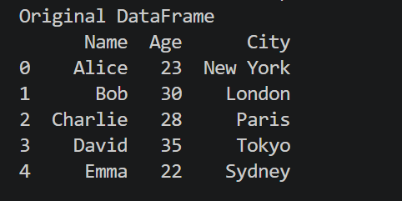 Original DataFrame
Name Age City
0 Alice 23 New York
1 Bob 30 London
2 Charlie 28 Paris
3 David 35 Tokyo
4 Emma 22 Sydney